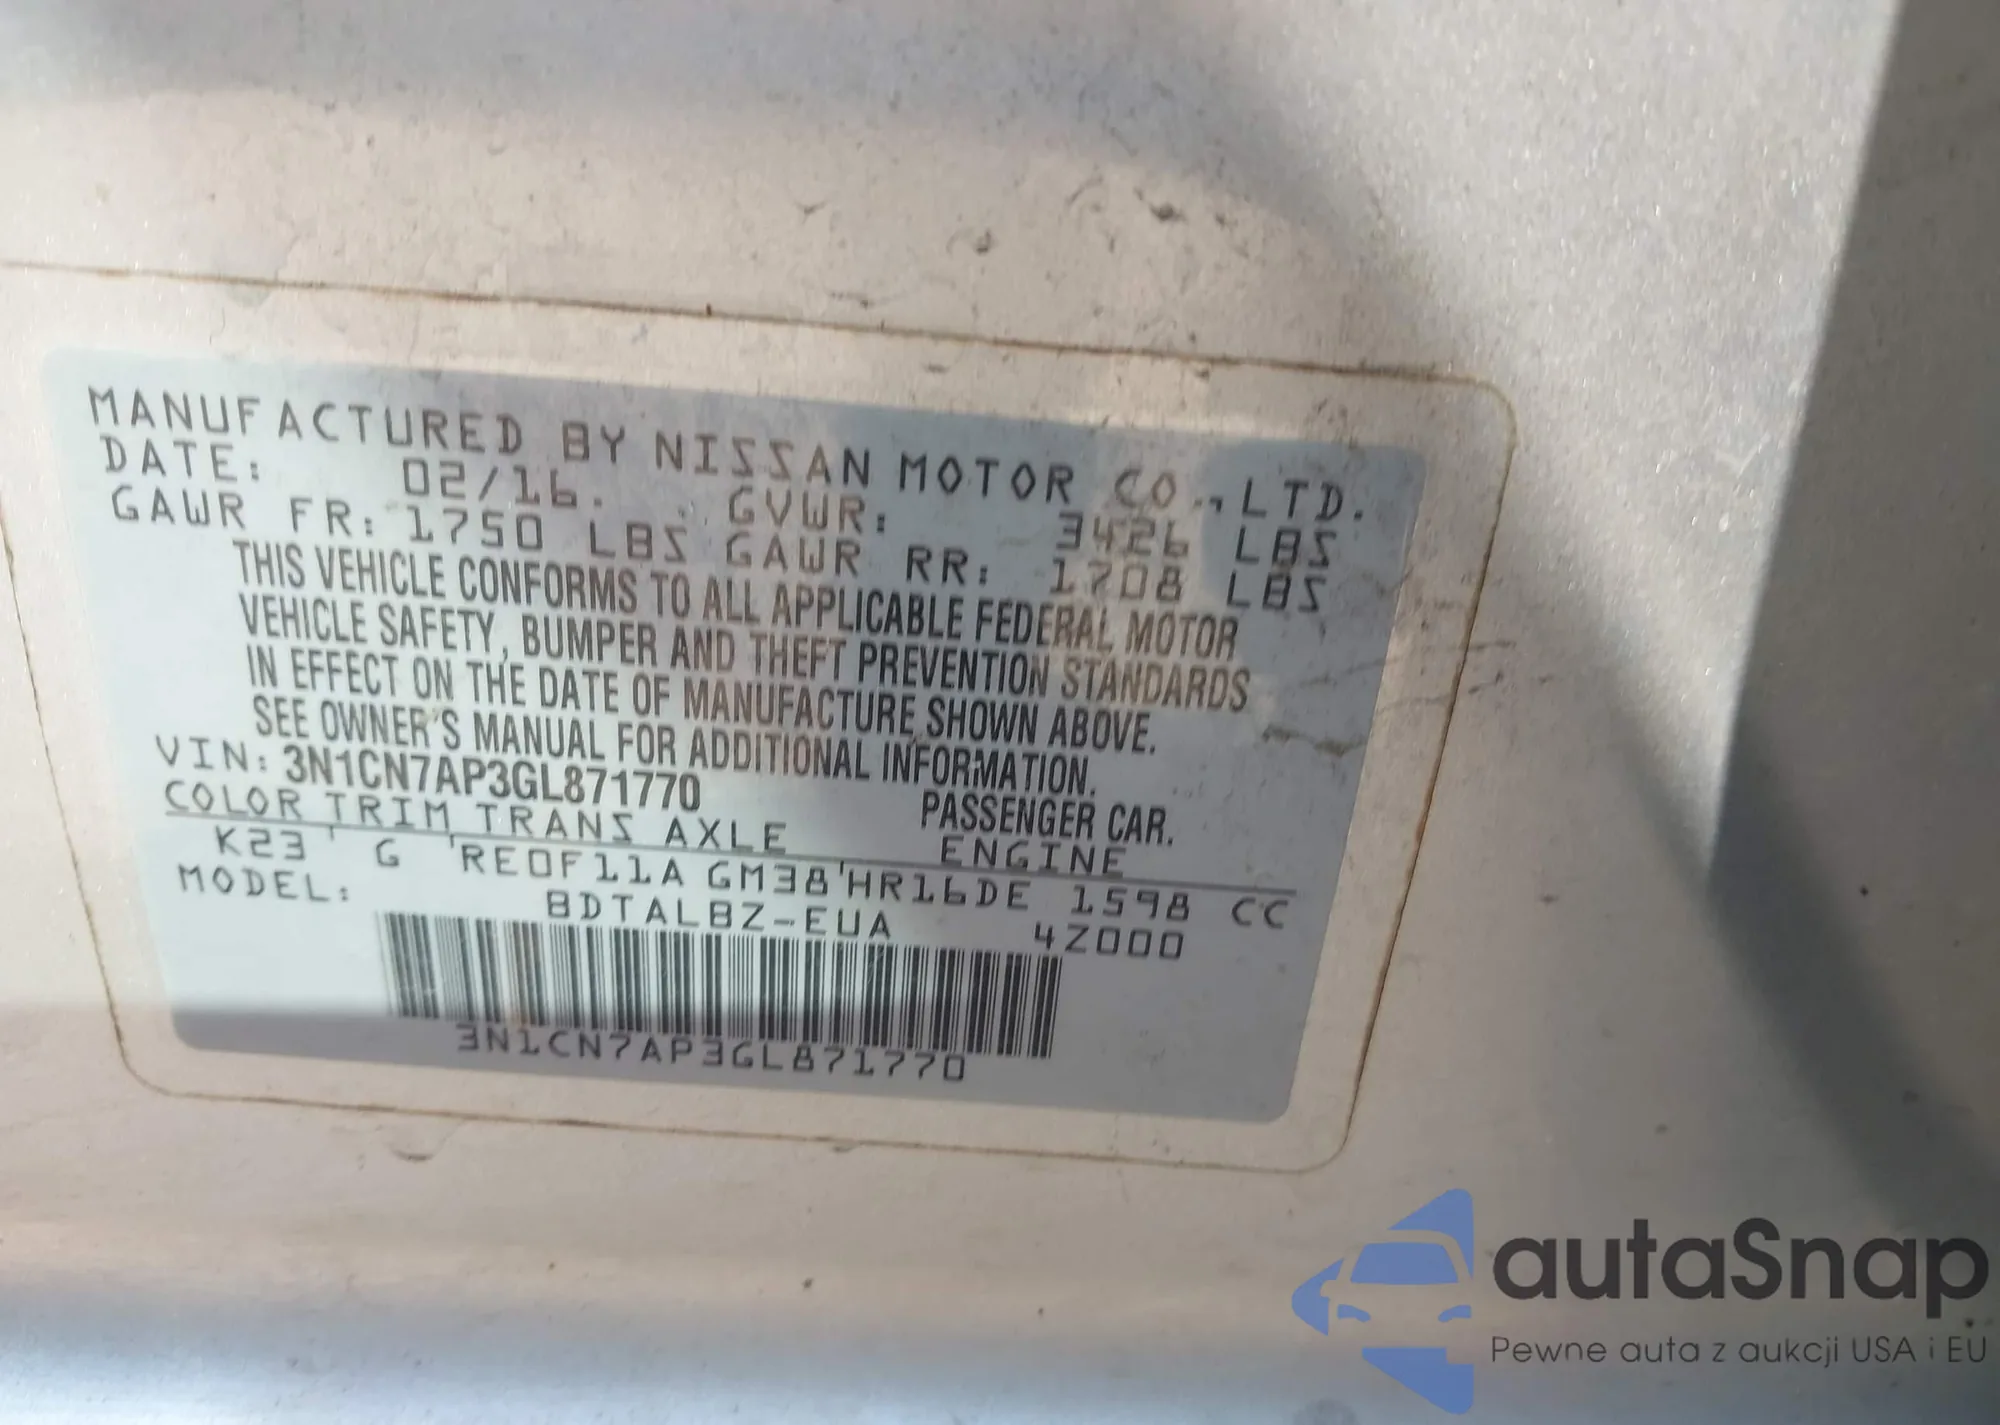 MANUFACTURED BY NISSAN MOTOR CO.,LTD.
DATE: 02/16. GVWR: 3426 LBS
GAWR FR: 1750 LBS GAWR RR: 1708 LBS
THIS VEHICLE CONFORMS TO ALL APPLICABLE FEDERAL MOTOR
VEHICLE SAFETY, BUMPER AND THEFT PREVENTION STANDARDS
IN EFFECT ON THE DATE OF MANUFACTURE SHOWN ABOVE.
SEE OWNER'S MANUAL FOR ADDITIONAL INFORMATION.
VIN: 3N1CN7AP3GL871770 PASSENGER CAR.
COLOR TRIM TRANS AXLE ENGINE
K23 G REOF11A GM38 HR16DE 1598 CC
MODEL: BDTALBZ-EUA 4Z000
3N1CN7AP3GL871770
autaSnap
Pewne auta z aukcji USA i EU